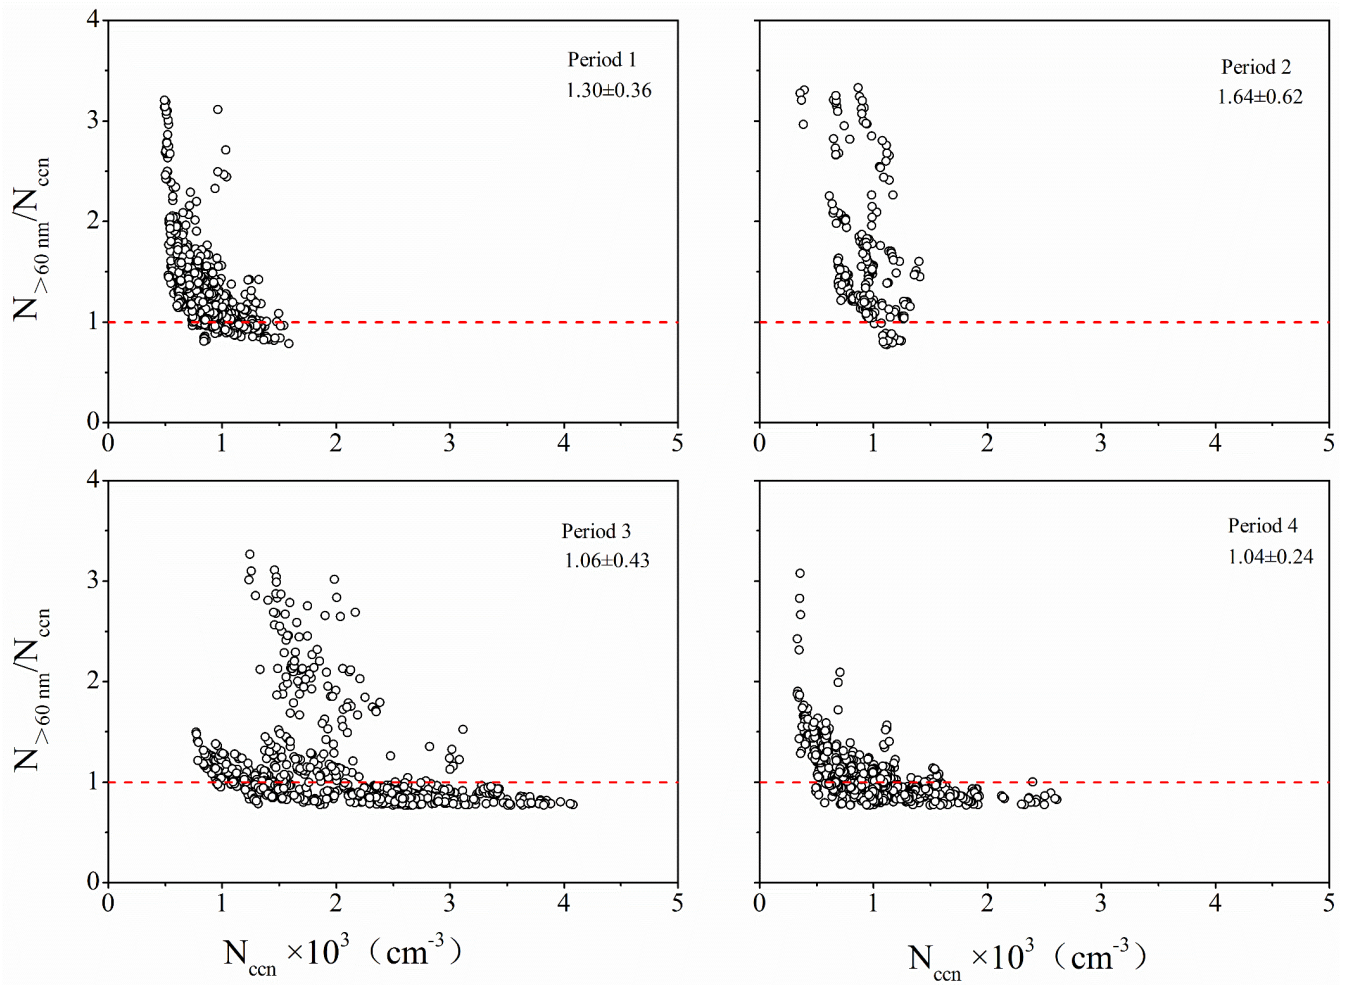 4
3
2
1
0
N>60 nm/Nccn
Period 1
1.30±0.36
0 1 2 3 4 5
Period 2
1.64±0.62
0 1 2 3 4 5
4
3
2
1
0
N>60 nm/Nccn
Period 3
1.06±0.43
0 1 2 3 4 5
Nccn ×10³（cm⁻³）
Period 4
1.04±0.24
0 1 2 3 4 5
Nccn ×10³（cm⁻³）